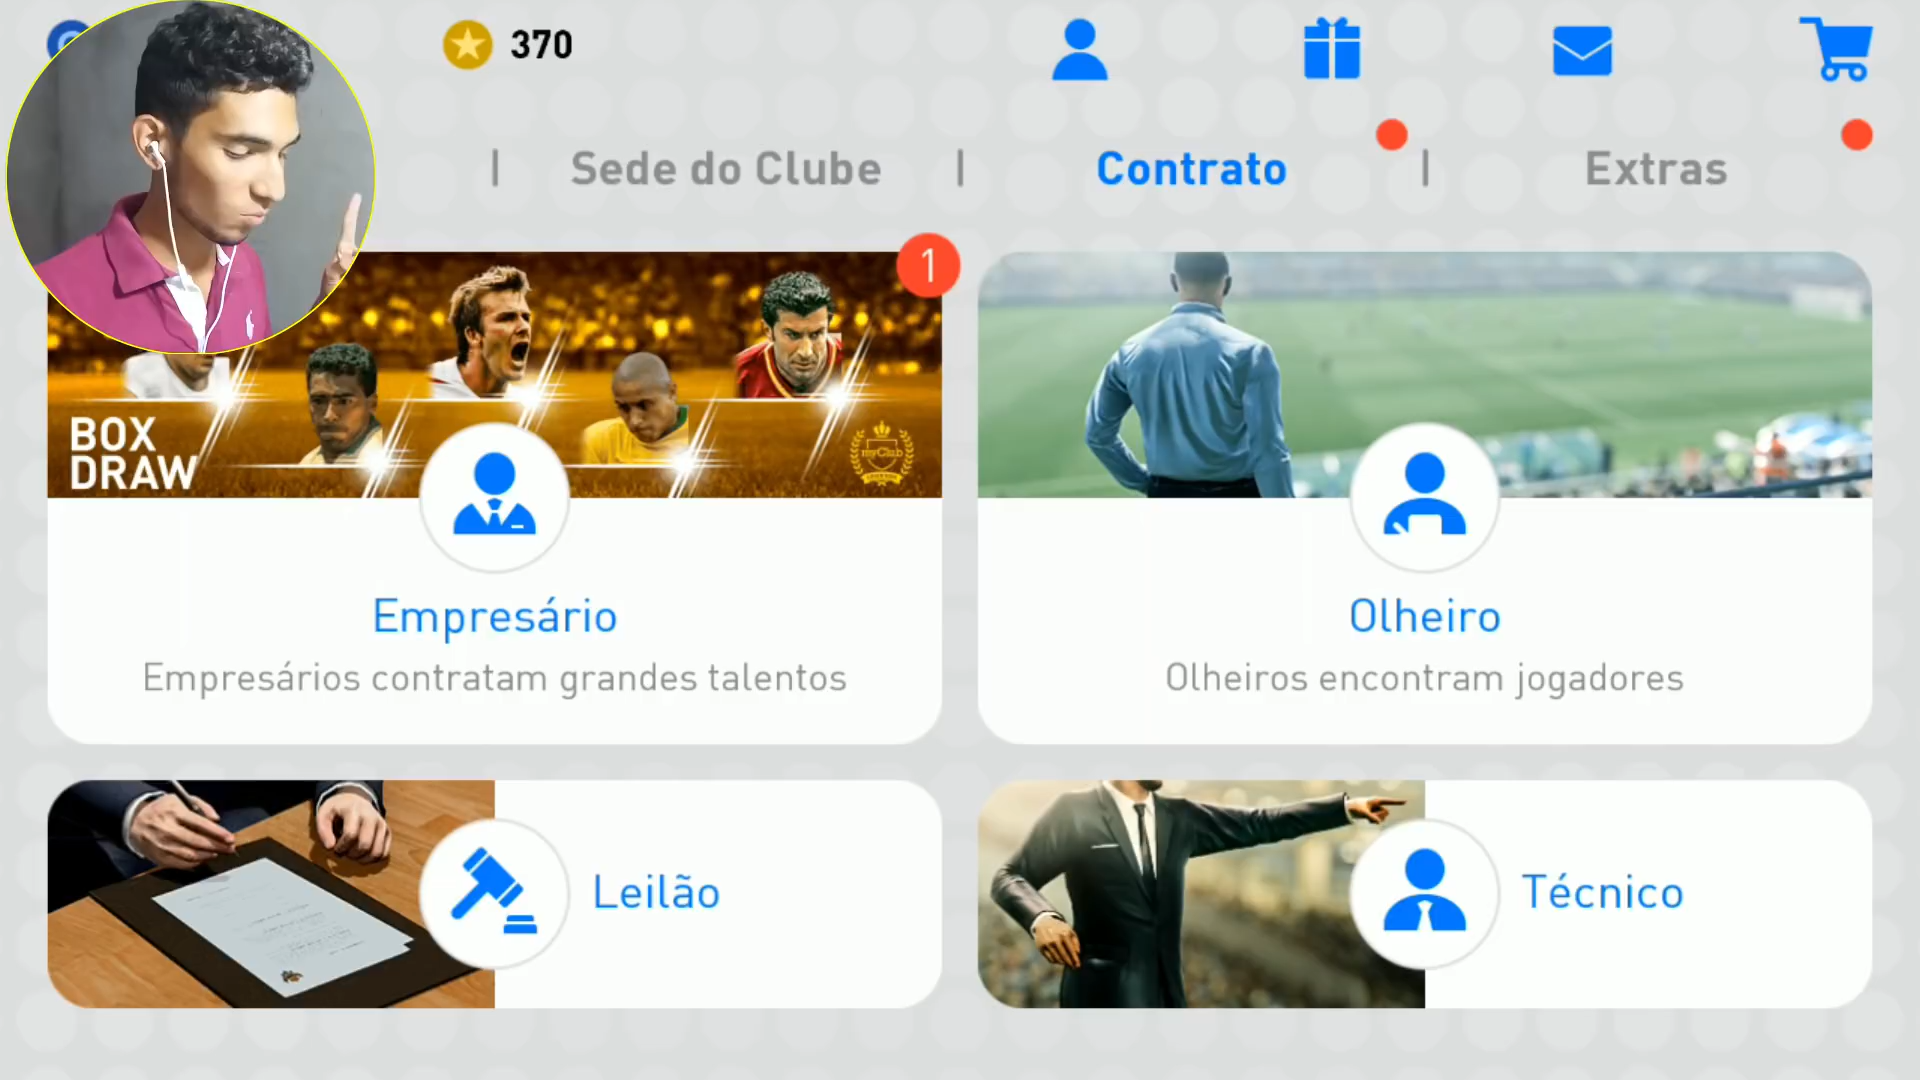 370
Sede do Clube
Contrato
Extras
1
BOX
DRAW
myClub
Empresário
Empresários contratam grandes talentos
Olheiro
Olheiros encontram jogadores
Leilão
Técnico